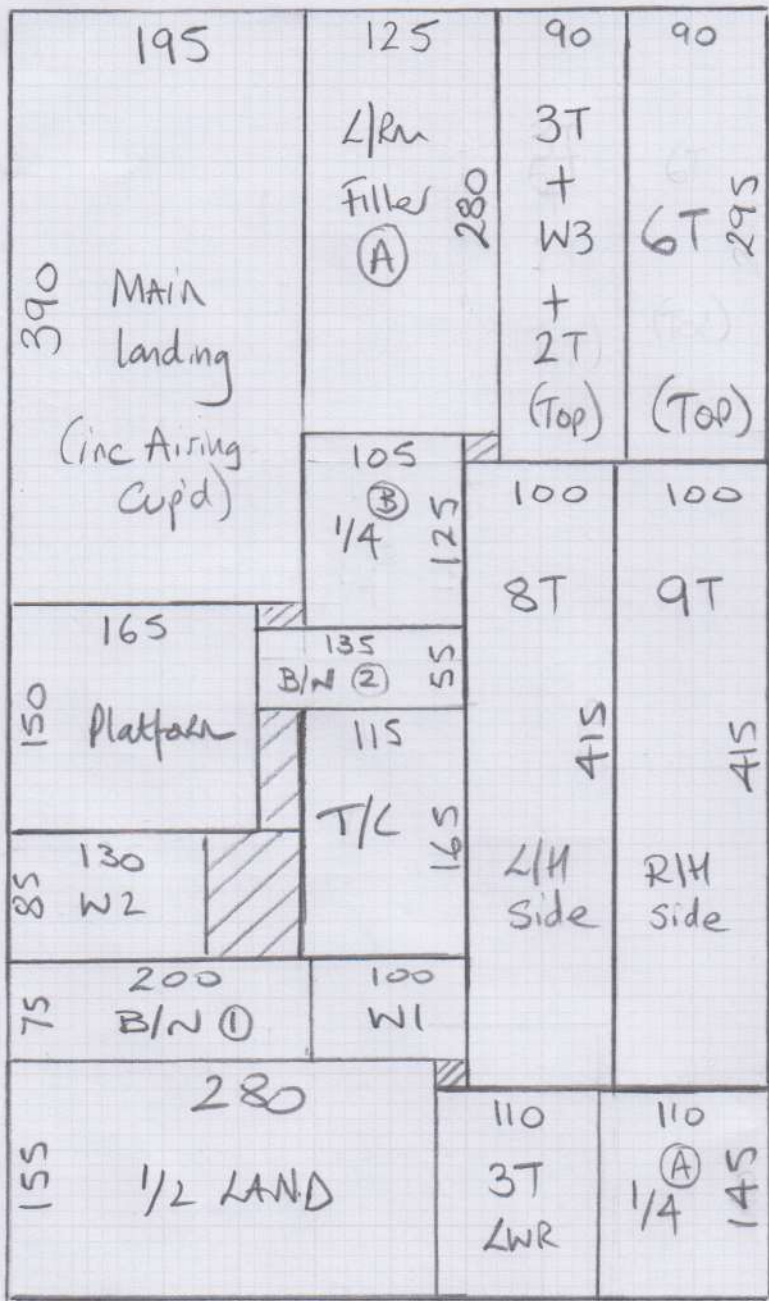 195
390
MAIN
landing
(inc Airing
Cup'd)
125
L/Rm
Filler
A
280
90
3T
+
W3
+
2T
(Top)
90
6T
295
(Top)
105
B
1/4
125
100
8T
415
L/H
Side
100
9T
415
R/H
Side
165
150
Platform
135
B/N 2
55
115
T/C
165
130
85
W2
200
75
B/N 1
100
W1
280
155
1/2 LAND
110
3T
LWR
110
A
1/4
145